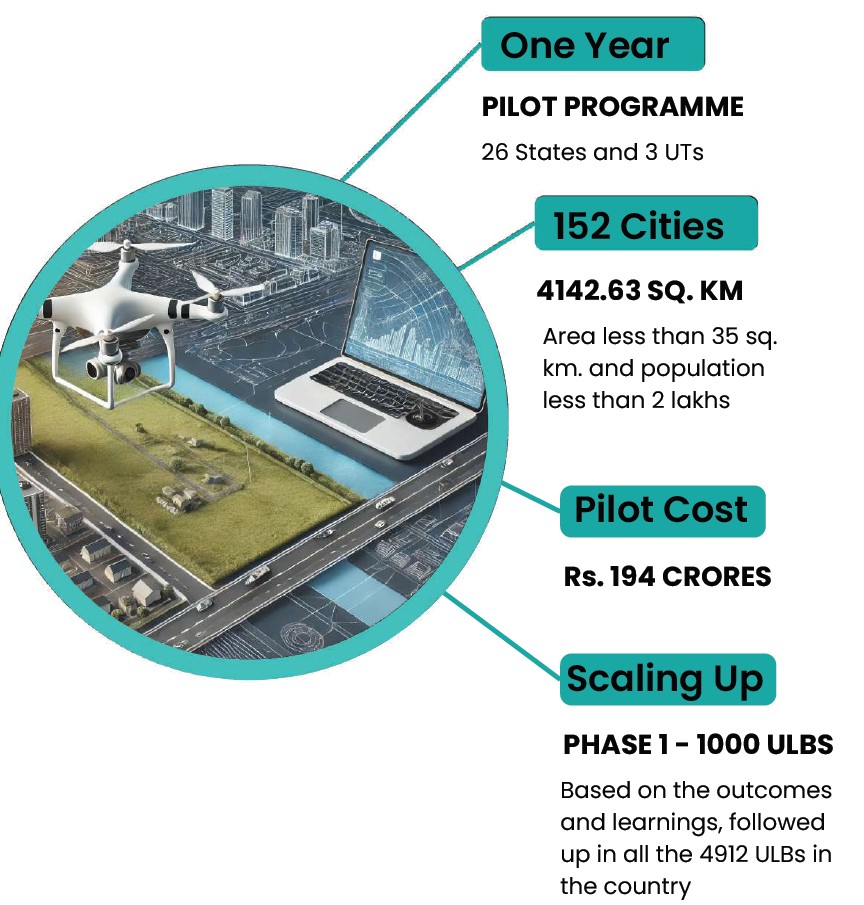 One Year
PILOT PROGRAMME
26 States and 3 UTs
152 Cities
4142.63 SQ. KM
Area less than 35 sq.
km. and population
less than 2 lakhs
Pilot Cost
Rs. 194 CRORES
Scaling Up
PHASE 1 - 1000 ULBS
Based on the outcomes
and learnings, followed
up in all the 4912 ULBs in
the country